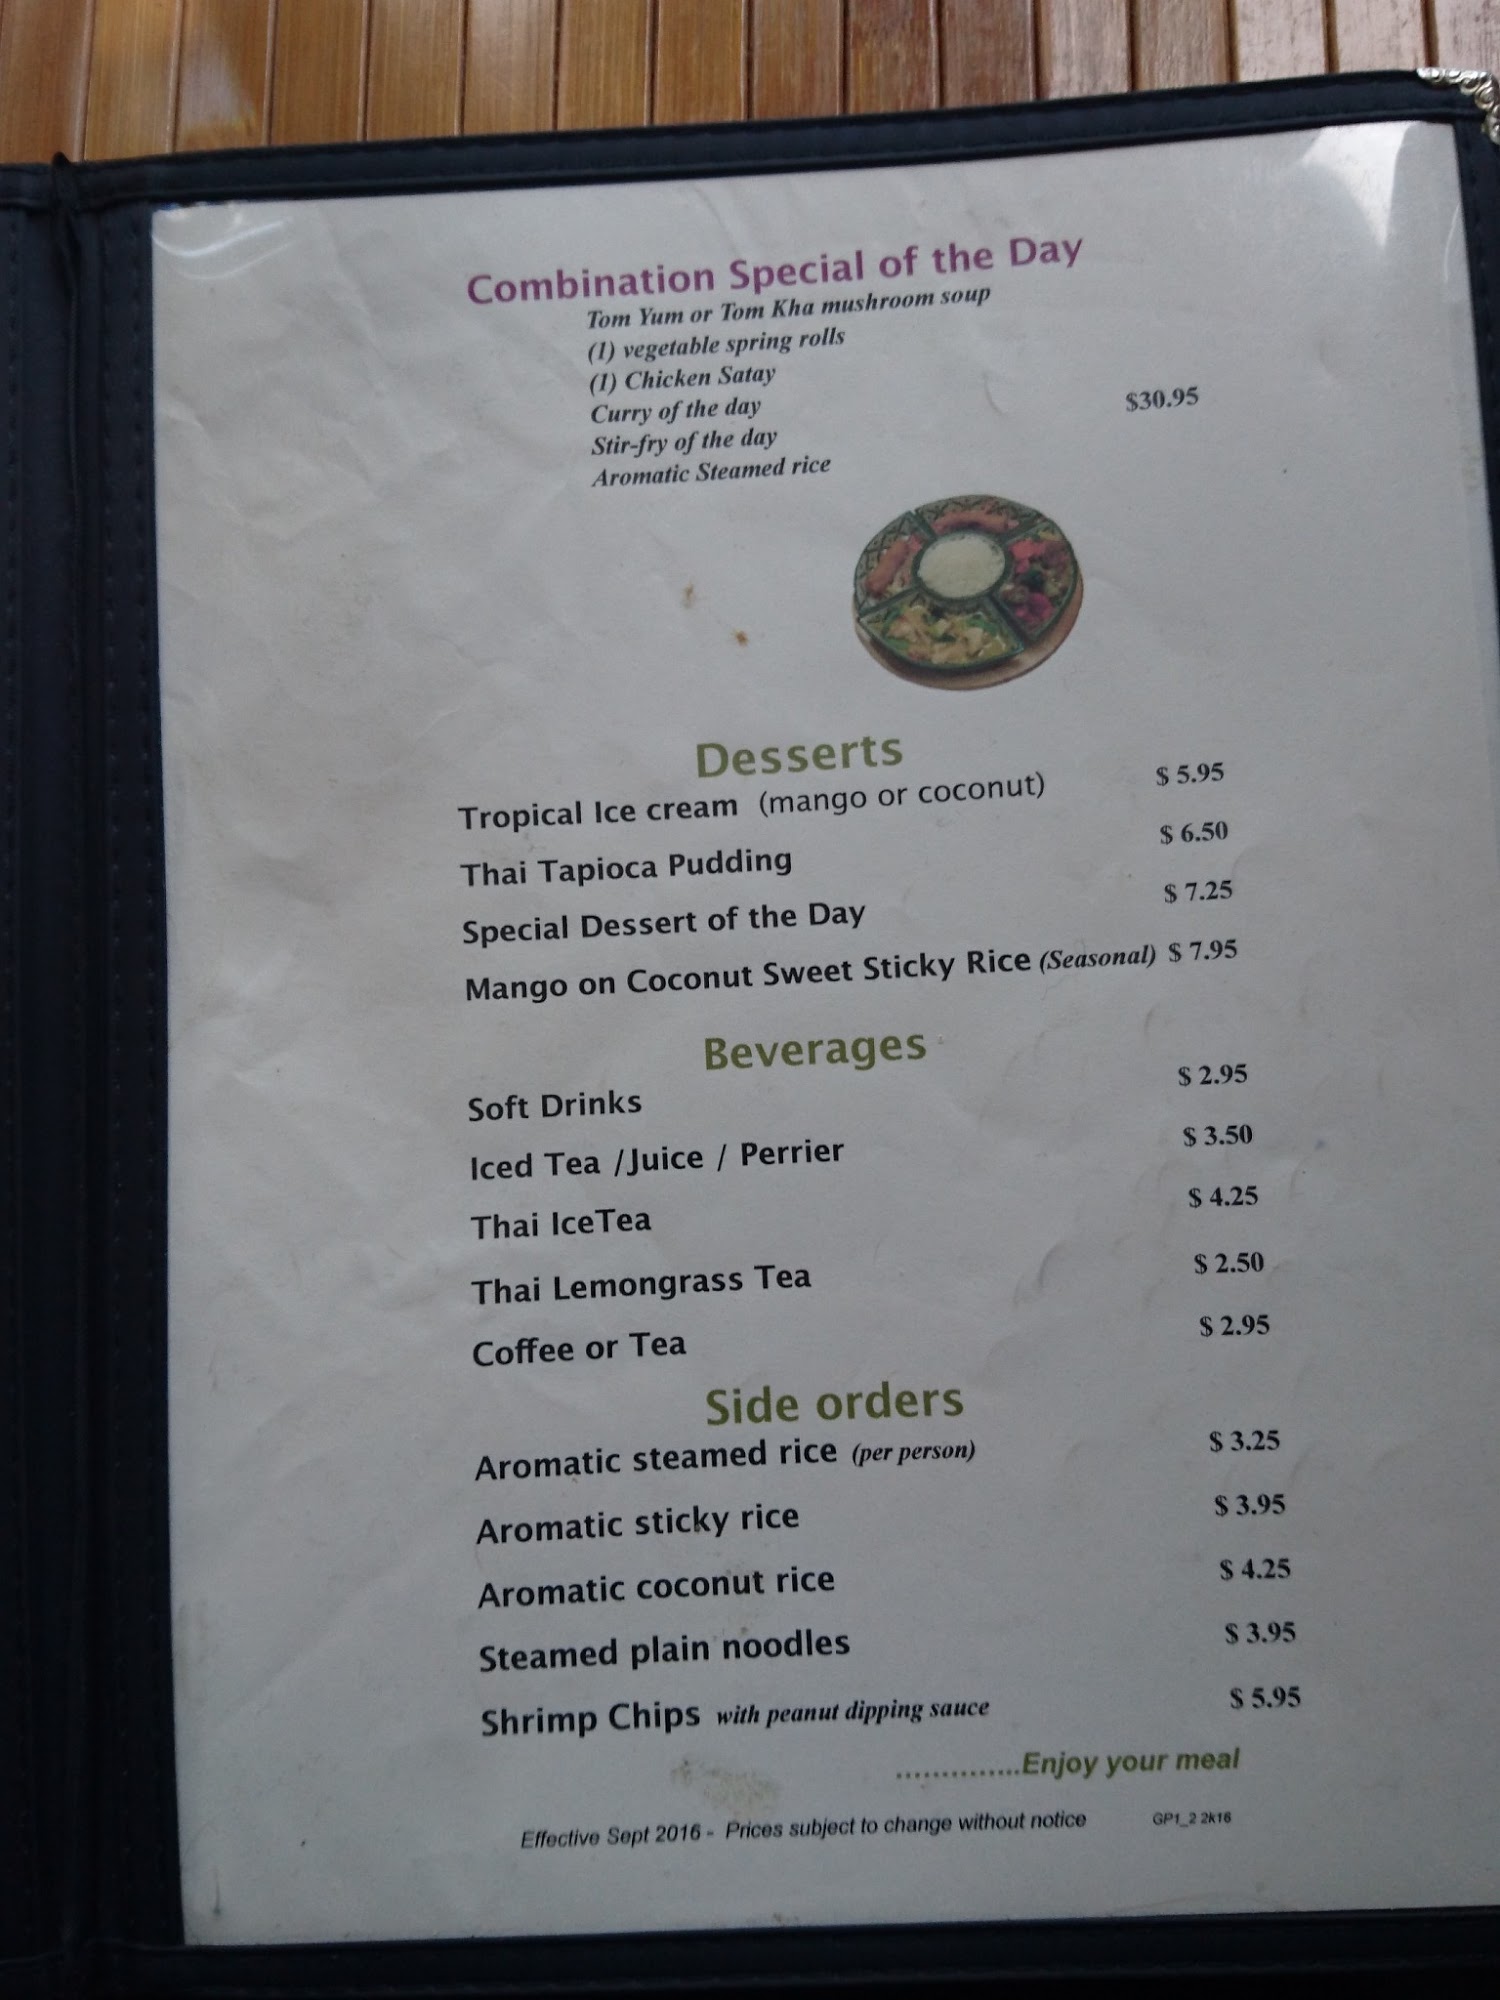 Combination Special of the Day
Tom Yum or Tom Kha mushroom soup
(1) vegetable spring rolls
(1) Chicken Satay
Curry of the day $30.95
Stir-fry of the day
Aromatic Steamed rice
Desserts
Tropical Ice cream (mango or coconut) $ 5.95
Thai Tapioca Pudding $ 6.50
Special Dessert of the Day $ 7.25
Mango on Coconut Sweet Sticky Rice (Seasonal) $ 7.95
Beverages
Soft Drinks $ 2.95
Iced Tea /Juice / Perrier $ 3.50
Thai IceTea $ 4.25
Thai Lemongrass Tea $ 2.50
Coffee or Tea $ 2.95
Side orders
Aromatic steamed rice (per person) $ 3.25
Aromatic sticky rice $ 3.95
Aromatic coconut rice $ 4.25
Steamed plain noodles $ 3.95
Shrimp Chips with peanut dipping sauce $ 5.95
..............Enjoy your meal
Effective Sept 2016 - Prices subject to change without notice GP1_2 2k16